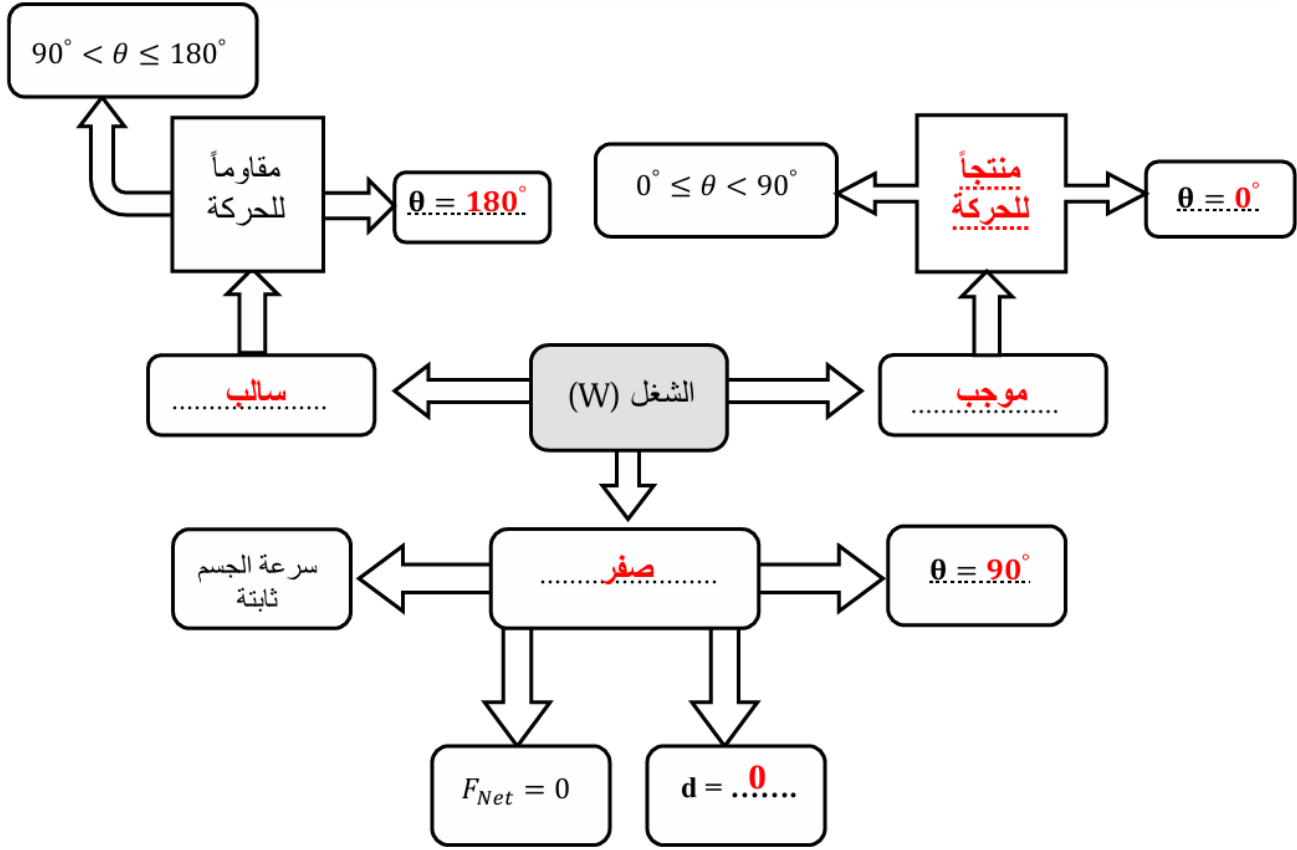 90° < θ ≤ 180°
مقاوماً
للحركة
θ = 180°
0° ≤ θ < 90°
منتجاً
للحركة
θ = 0°
سالب
الشغل (W)
موجب
سرعة الجسم
ثابتة
صفر
θ = 90°
F_Net = 0
d = 0